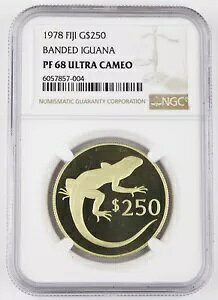 1978 FIJI G$250
BANDED IGUANA
PF 68 ULTRA CAMEO
6057857-004
NUMISMATIC GUARANTY CORPORATION
NGC
$250